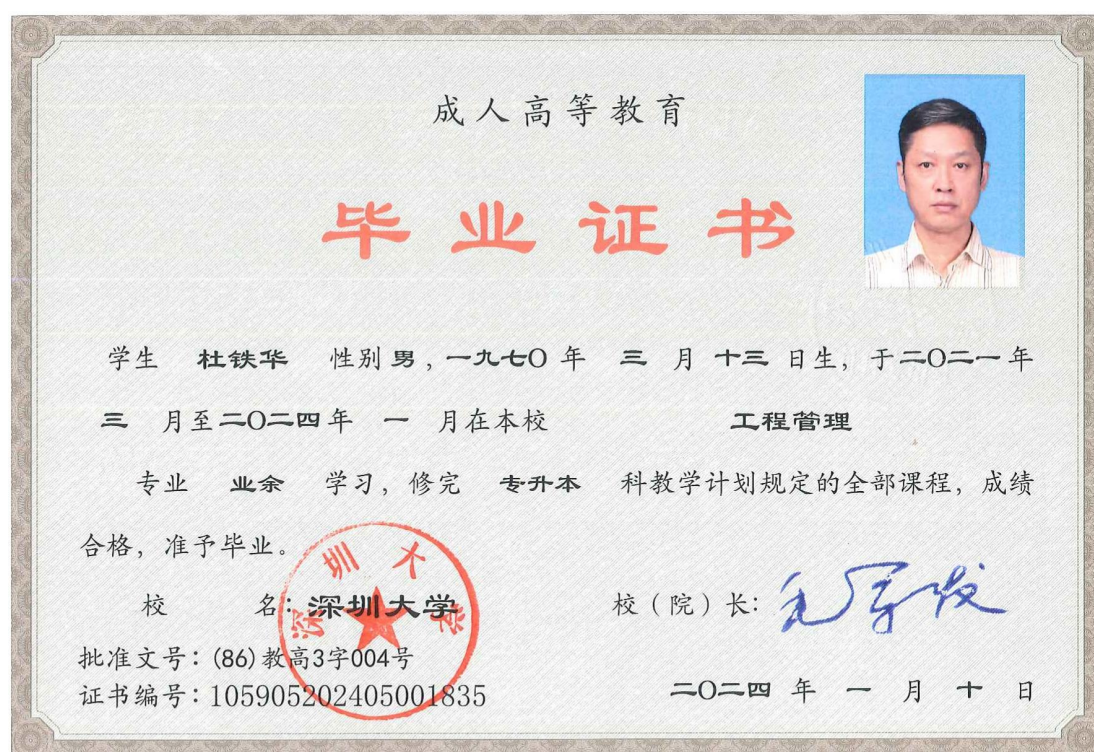 成人高等教育
毕业证书
学生 杜铁华 性别 男，一九七〇 年 三 月 十三 日生，于二〇二一年
三 月至二〇二四年 一 月在本校 工程管理
专业 业余 学习，修完 专升本 科教学计划规定的全部课程，成绩
合格，准予毕业。
深圳大学
校 名：深圳大学 校（院）长：毛军发
批准文号：(86)教高3字004号
证书编号：105905202405001835 二〇二四 年 一 月 十 日